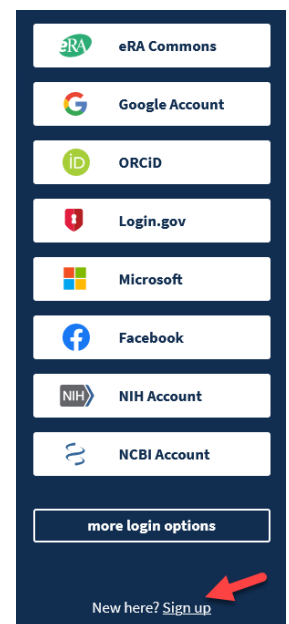 eRA eRA Commons
Google Account
iD ORCiD
Login.gov
Microsoft
Facebook
NIH NIH Account
NCBI Account
more login options
New here? Sign up